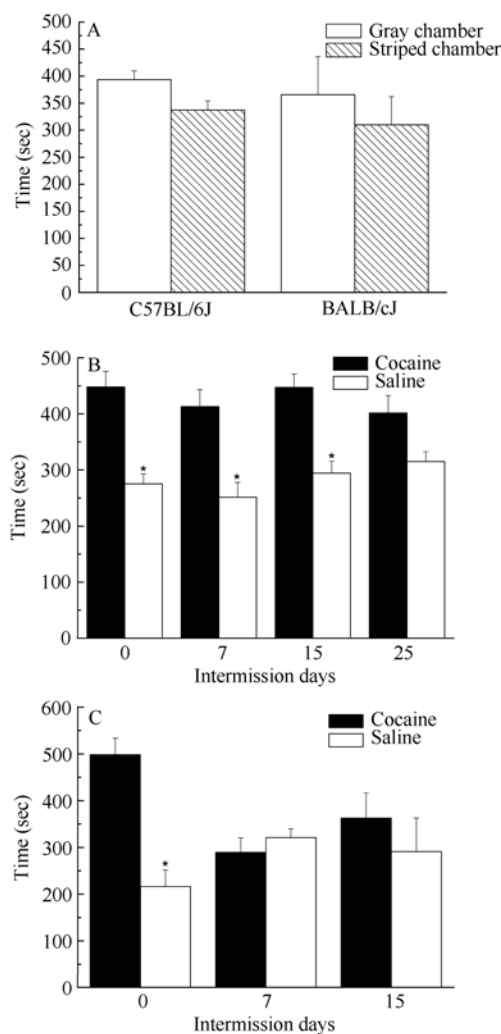 A
Gray chamber
Striped chamber
500
450
400
350
300
250
200
150
100
50
0
Time (sec)
C57BL/6J
BALB/cJ
B
Cocaine
Saline
500
400
300
200
100
0
Time (sec)
*
*
*
0 7 15 25
Intermission days
C
Cocaine
Saline
600
500
400
300
200
100
0
Time (sec)
*
0 7 15
Intermission days